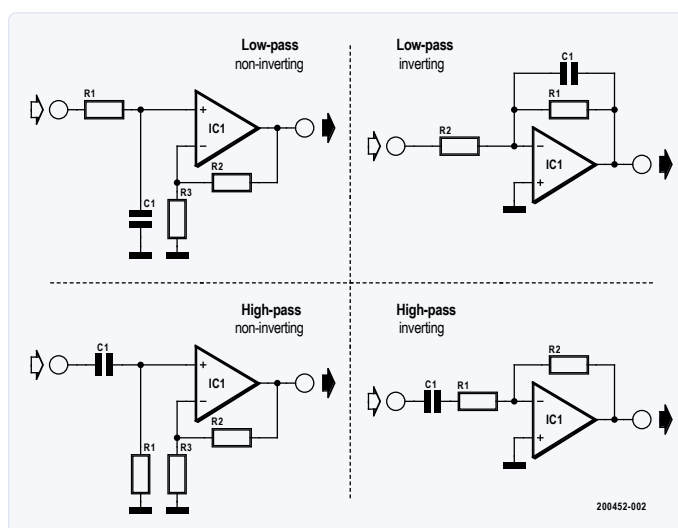 Low-pass
non-inverting
R1
+
IC1
−
R2
R3
C1
Low-pass
inverting
C1
R1
R2
−
IC1
+
High-pass
non-inverting
C1
+
IC1
−
R2
R1
R3
High-pass
inverting
R2
C1
R1
−
IC1
+
200452-002